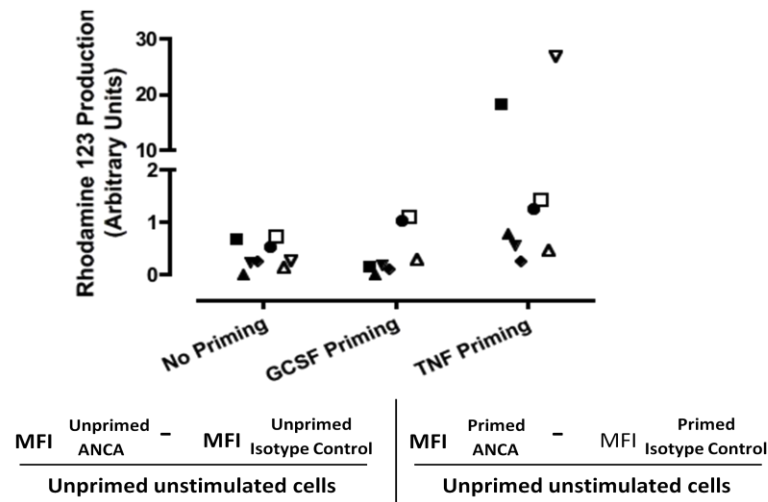 Rhodamine 123 Production
(Arbitrary Units)
30
20
10
2
1
0
No Priming
GCSF Priming
TNF Priming
MFI Unprimed ANCA - MFI Unprimed Isotype Control
Unprimed unstimulated cells
MFI Primed ANCA - MFI Primed Isotype Control
Unprimed unstimulated cells